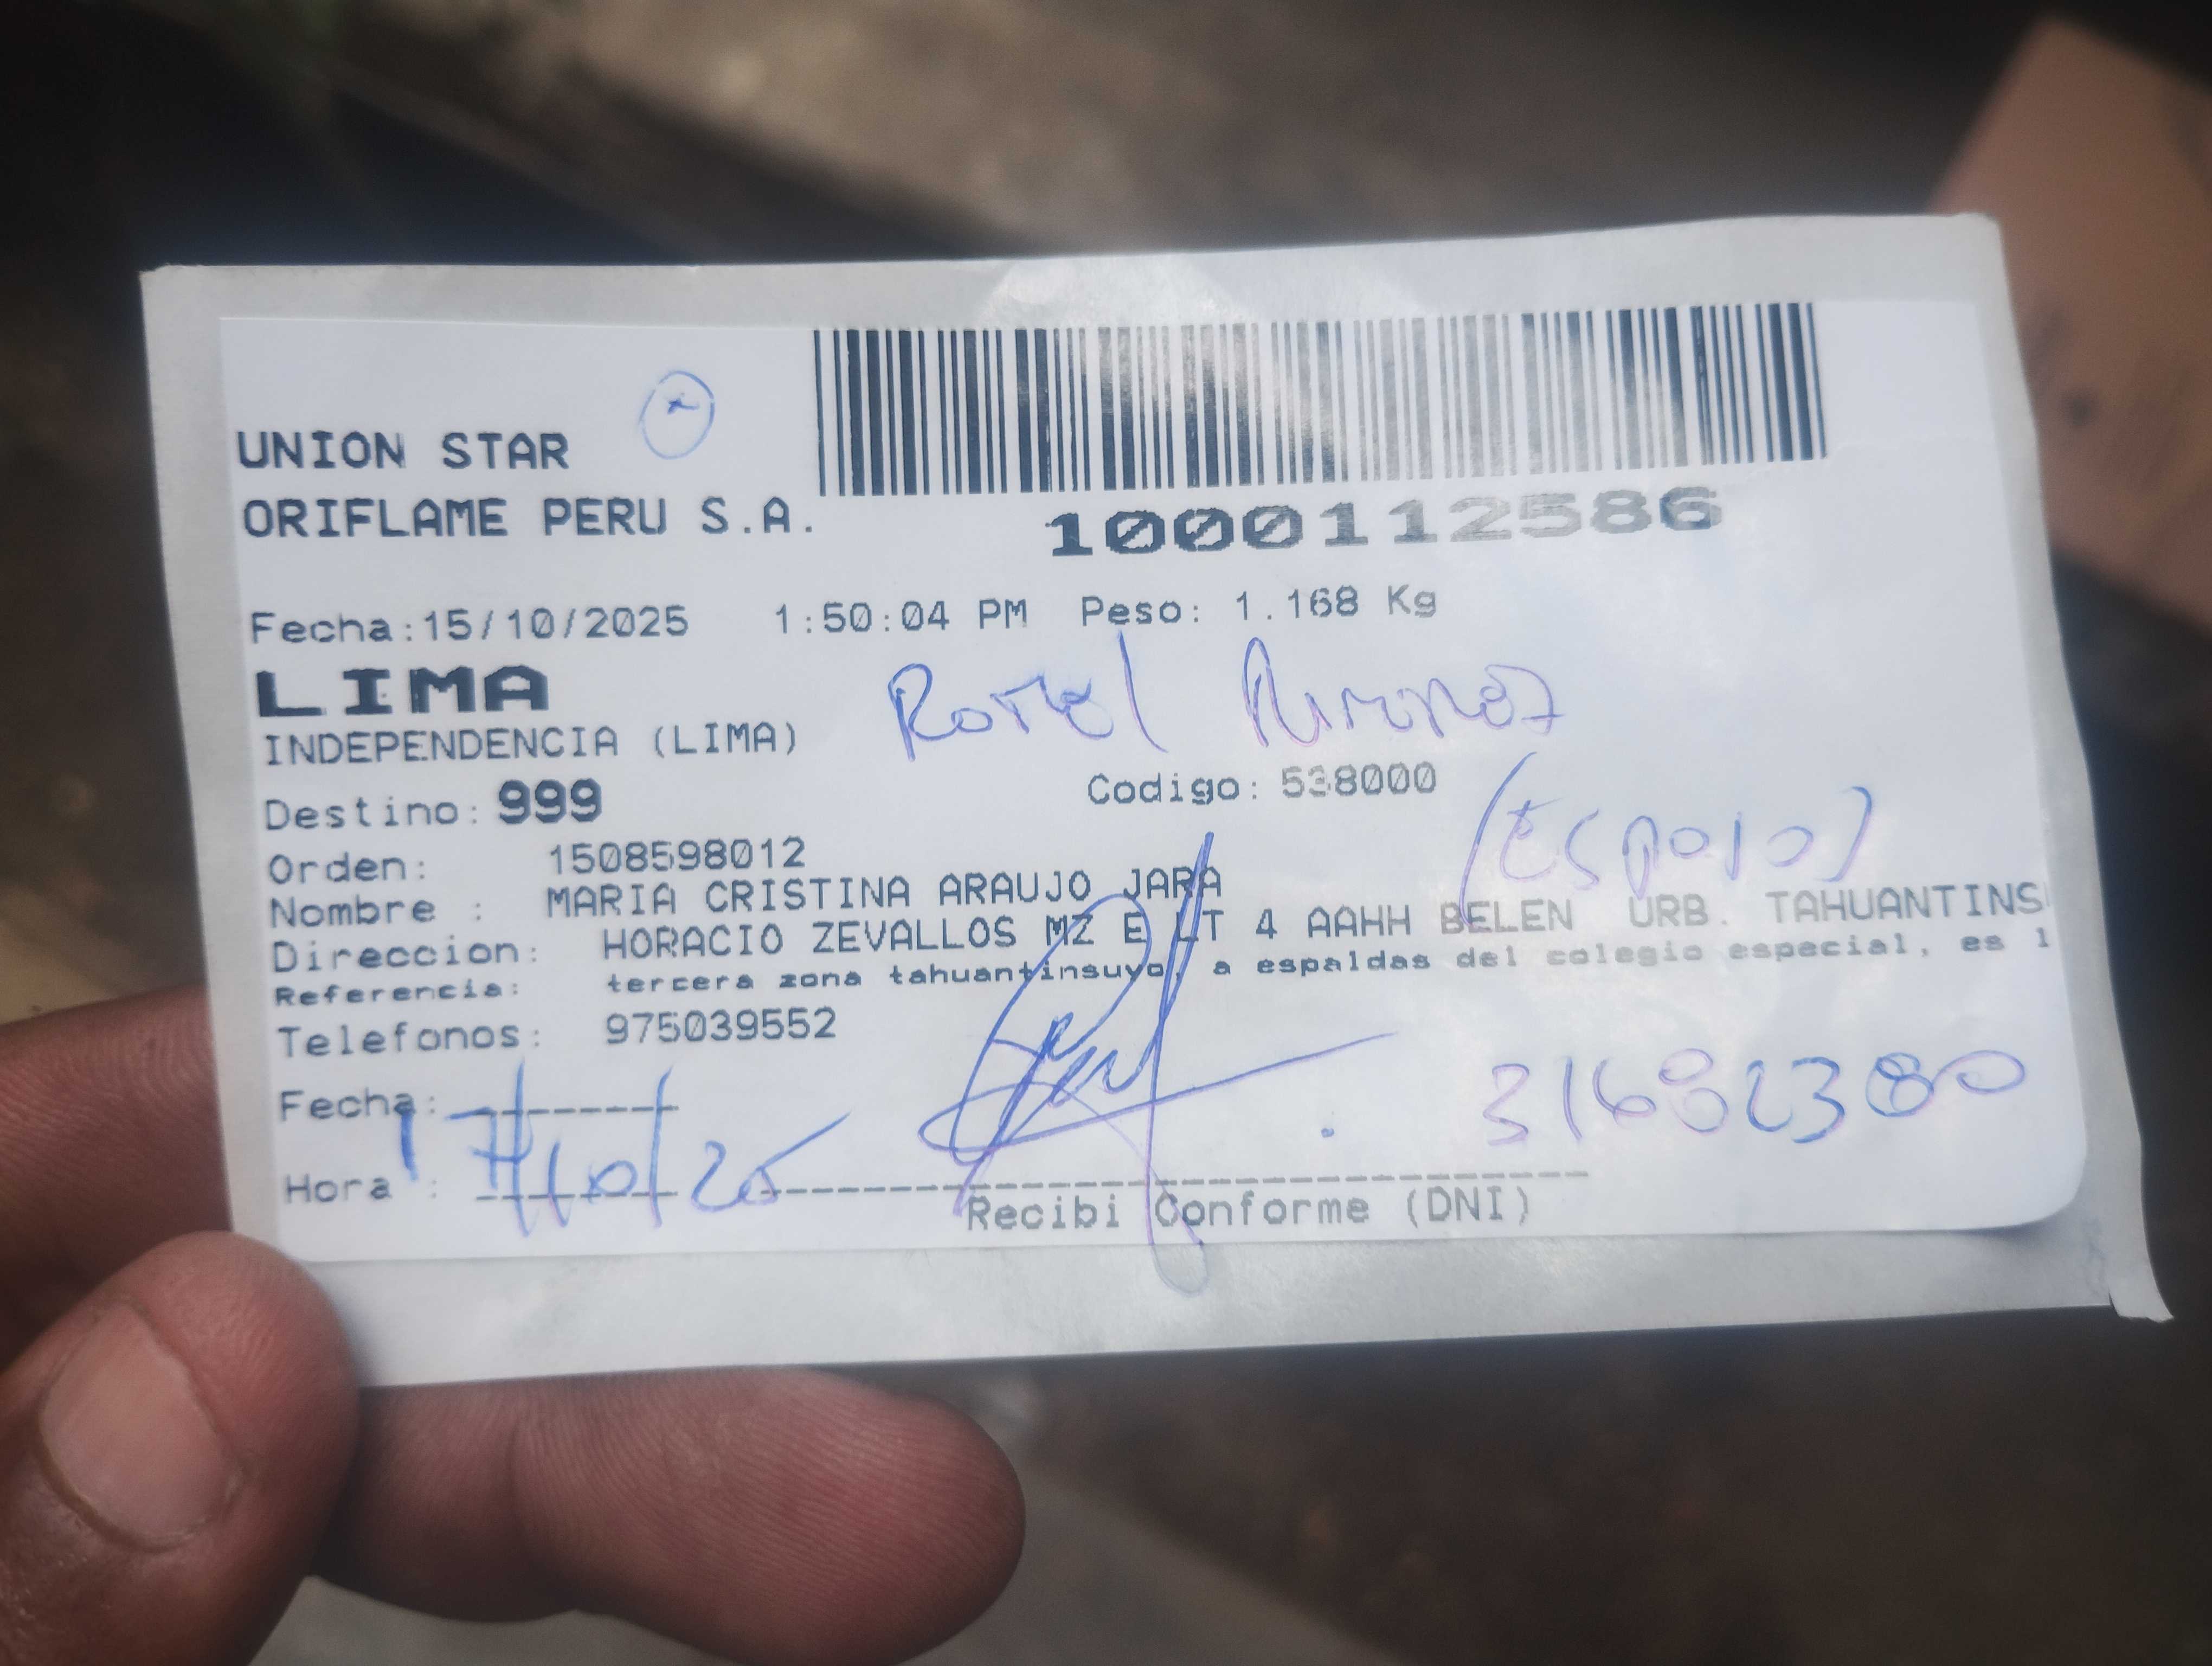 UNION STAR
ORIFLAME PERU S.A.
1000112586
Fecha:15/10/2025 1:50:04 PM Peso: 1.168 Kg
LIMA
INDEPENDENCIA (LIMA)
Destino: 999 Codigo: 538000
(Esposo)
Orden: 1508598012
Nombre : MARIA CRISTINA ARAUJO JARA
Direccion: HORACIO ZEVALLOS MZ E LT 4 AAHH BELEN URB. TAHUANTINS
Referencia: tercera zona tahuantinsuyo, a espaldas del colegio especial, es l
Telefonos: 975039552
Fecha: 17/10/25
31682380
Hora :
Recibi Conforme (DNI)